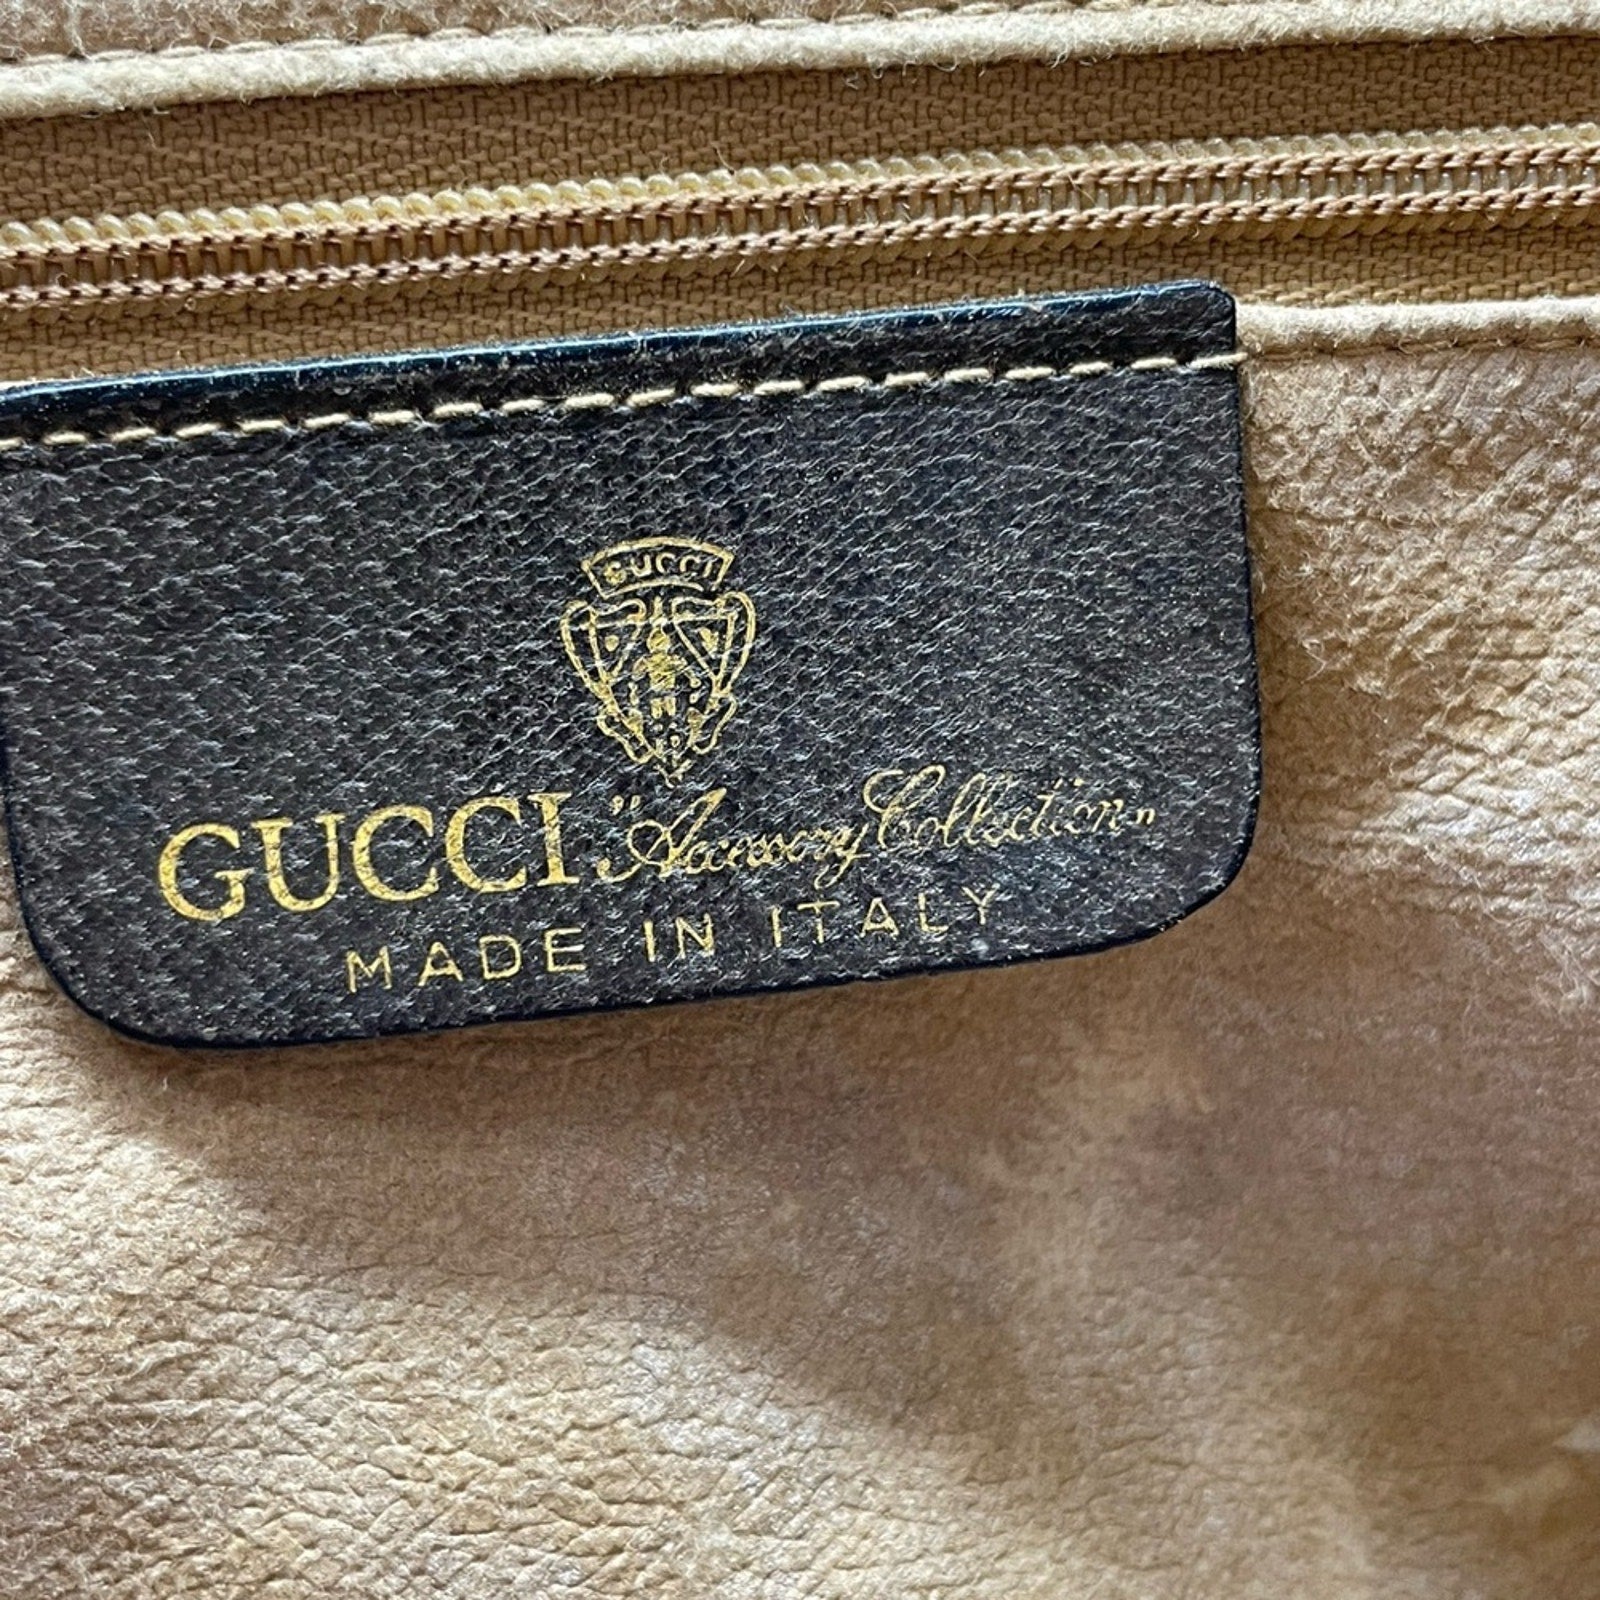 GUCCI
GUCCI "Accessory Collection"
MADE IN ITALY